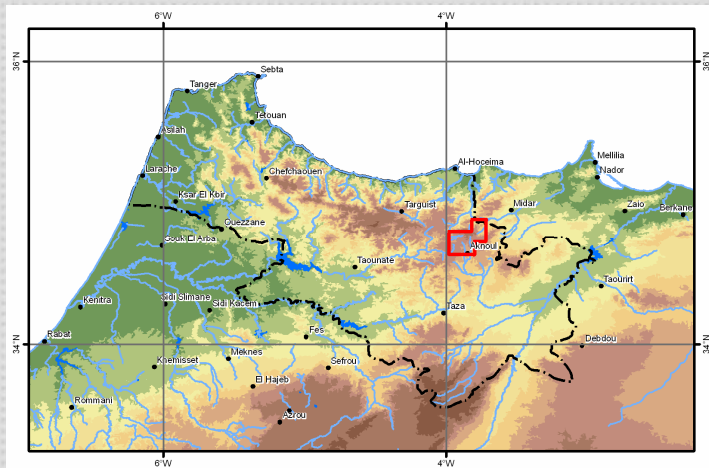 6°W 4°W
36°N 36°N
Sebta
Tanger
Tetouan
Asilah
Al-Hoceima
Mellilia
Larache
Chefchaouen
Nador
Ksar El Kbir
Targuist
Midar
Zaio
Berkane
Ouezzane
Souk El Arba
Aknoul
Taounate
Taourirt
Kenitra
Sidi Slimane
Sidi Kacem
Taza
Rabat
Fes
Debdou
34°N 34°N
Meknes
Khemisset
Sefrou
El Hajeb
Rommani
Azrou
6°W 4°W